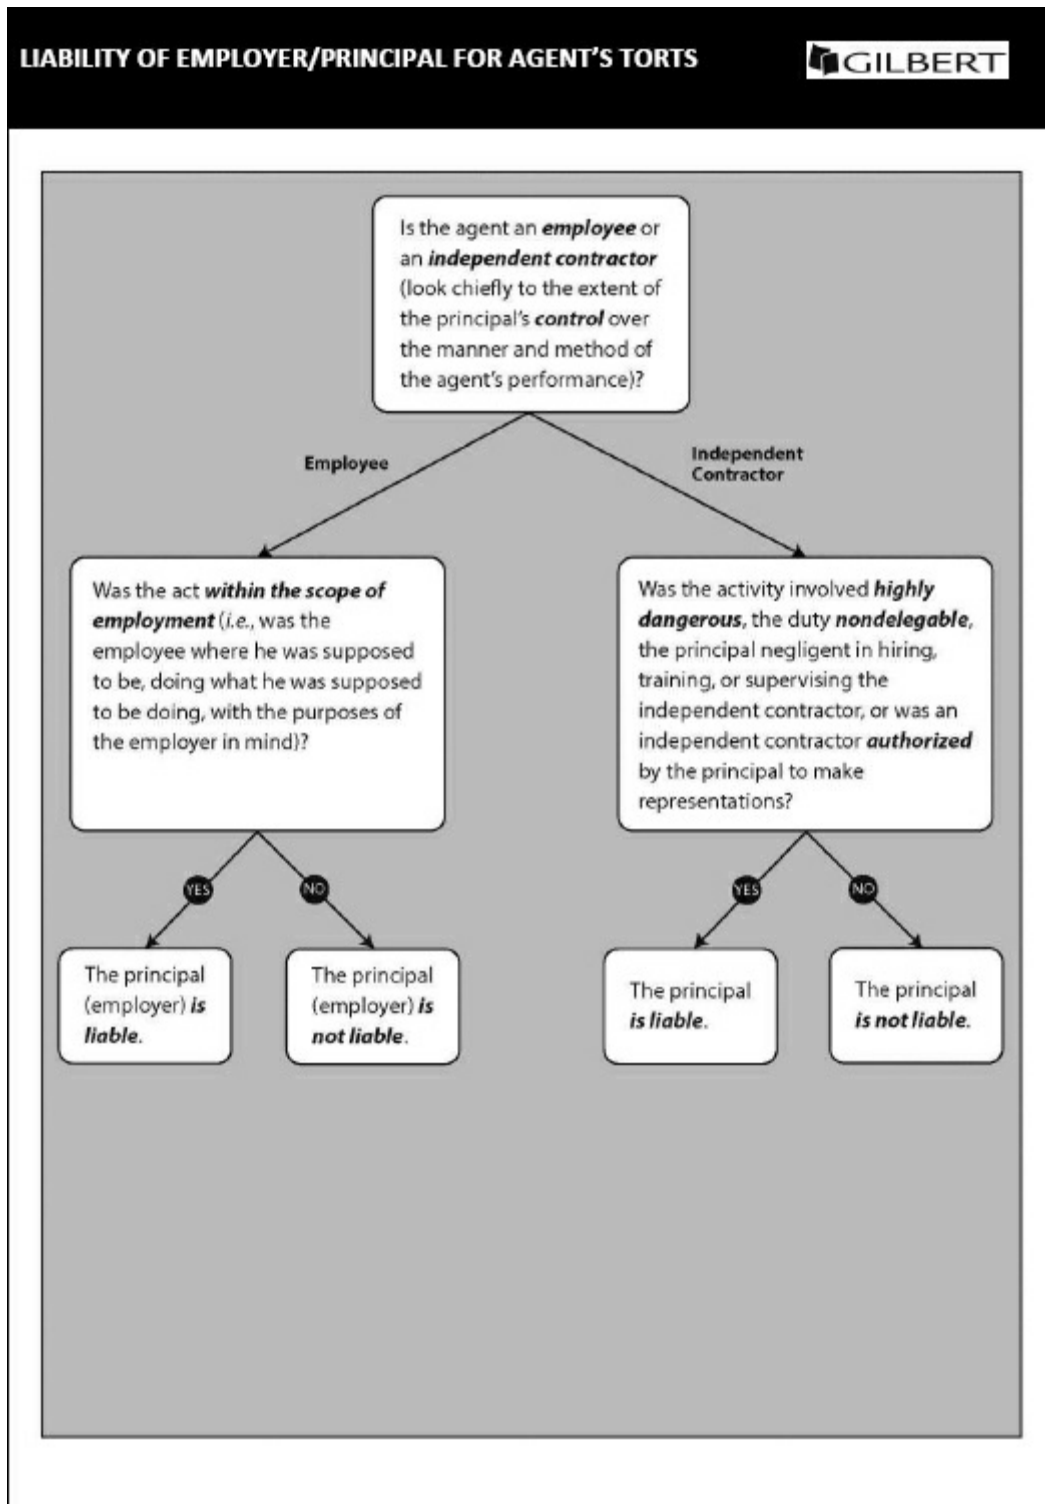 LIABILITY OF EMPLOYER/PRINCIPAL FOR AGENT'S TORTS
GILBERT
Is the agent an employee or
an independent contractor
(look chiefly to the extent of
the principal's control over
the manner and method of
the agent's performance)?
Employee
Independent
Contractor
Was the act within the scope of
employment (i.e., was the
employee where he was supposed
to be, doing what he was supposed
to be doing, with the purposes of
the employer in mind)?
Was the activity involved highly
dangerous, the duty nondelegable,
the principal negligent in hiring,
training, or supervising the
independent contractor, or was an
independent contractor authorized
by the principal to make
representations?
YES
NO
YES
NO
The principal
(employer) is
liable.
The principal
(employer) is
not liable.
The principal
is liable.
The principal
is not liable.